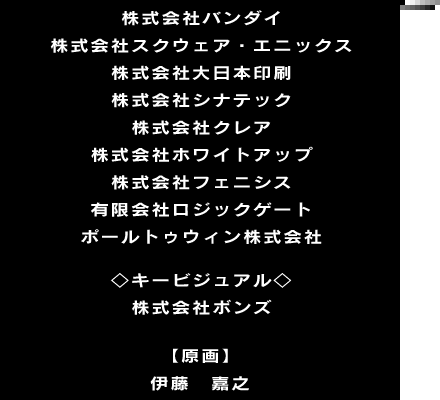 株式会社バンダイ
株式会社スクウェア・エニックス
株式会社大日本印刷
株式会社シナテック
株式会社クレア
株式会社ホワイトアップ
株式会社フェニシス
有限会社ロジックゲート
ポールトゥウィン株式会社
◇キービジュアル◇
株式会社ボンズ
【原画】
伊藤　嘉之